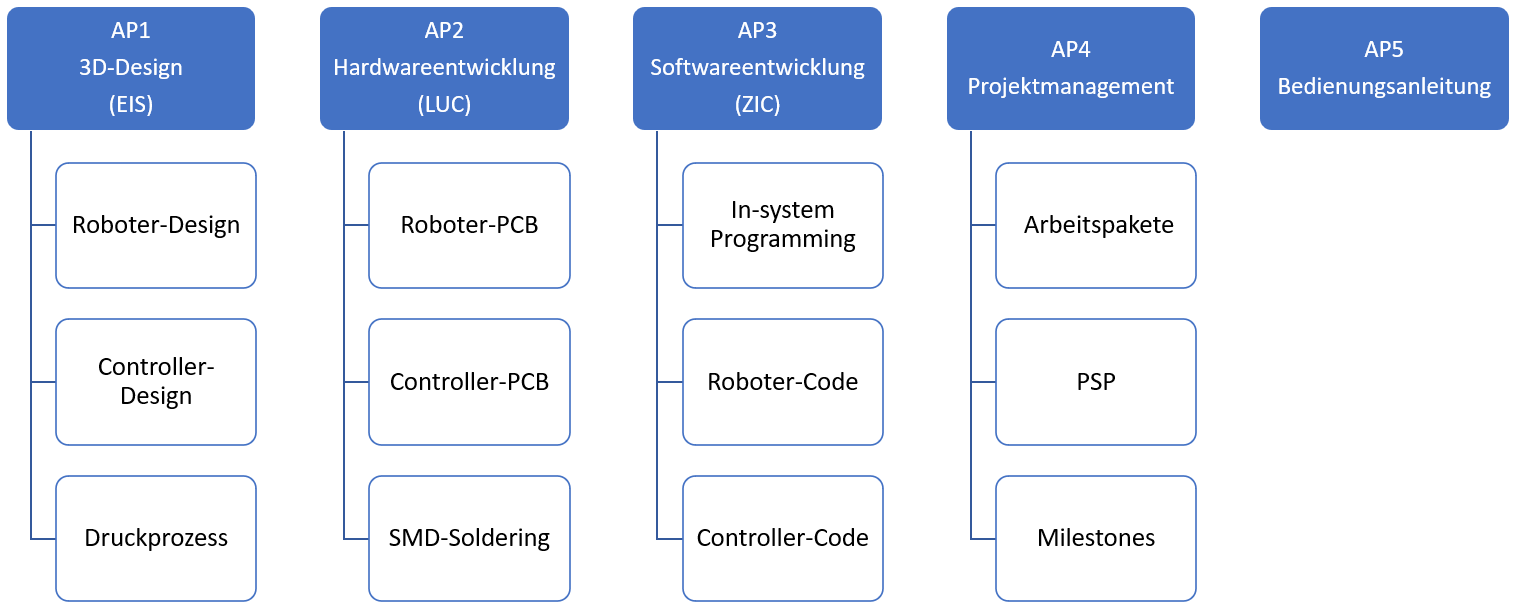 AP1
3D-Design
(EIS)
Roboter-Design
Controller-
Design
Druckprozess
AP2
Hardwareentwicklung
(LUC)
Roboter-PCB
Controller-PCB
SMD-Soldering
AP3
Softwareentwicklung
(ZIC)
In-system
Programming
Roboter-Code
Controller-Code
AP4
Projektmanagement
Arbeitspakete
PSP
Milestones
AP5
Bedienungsanleitung